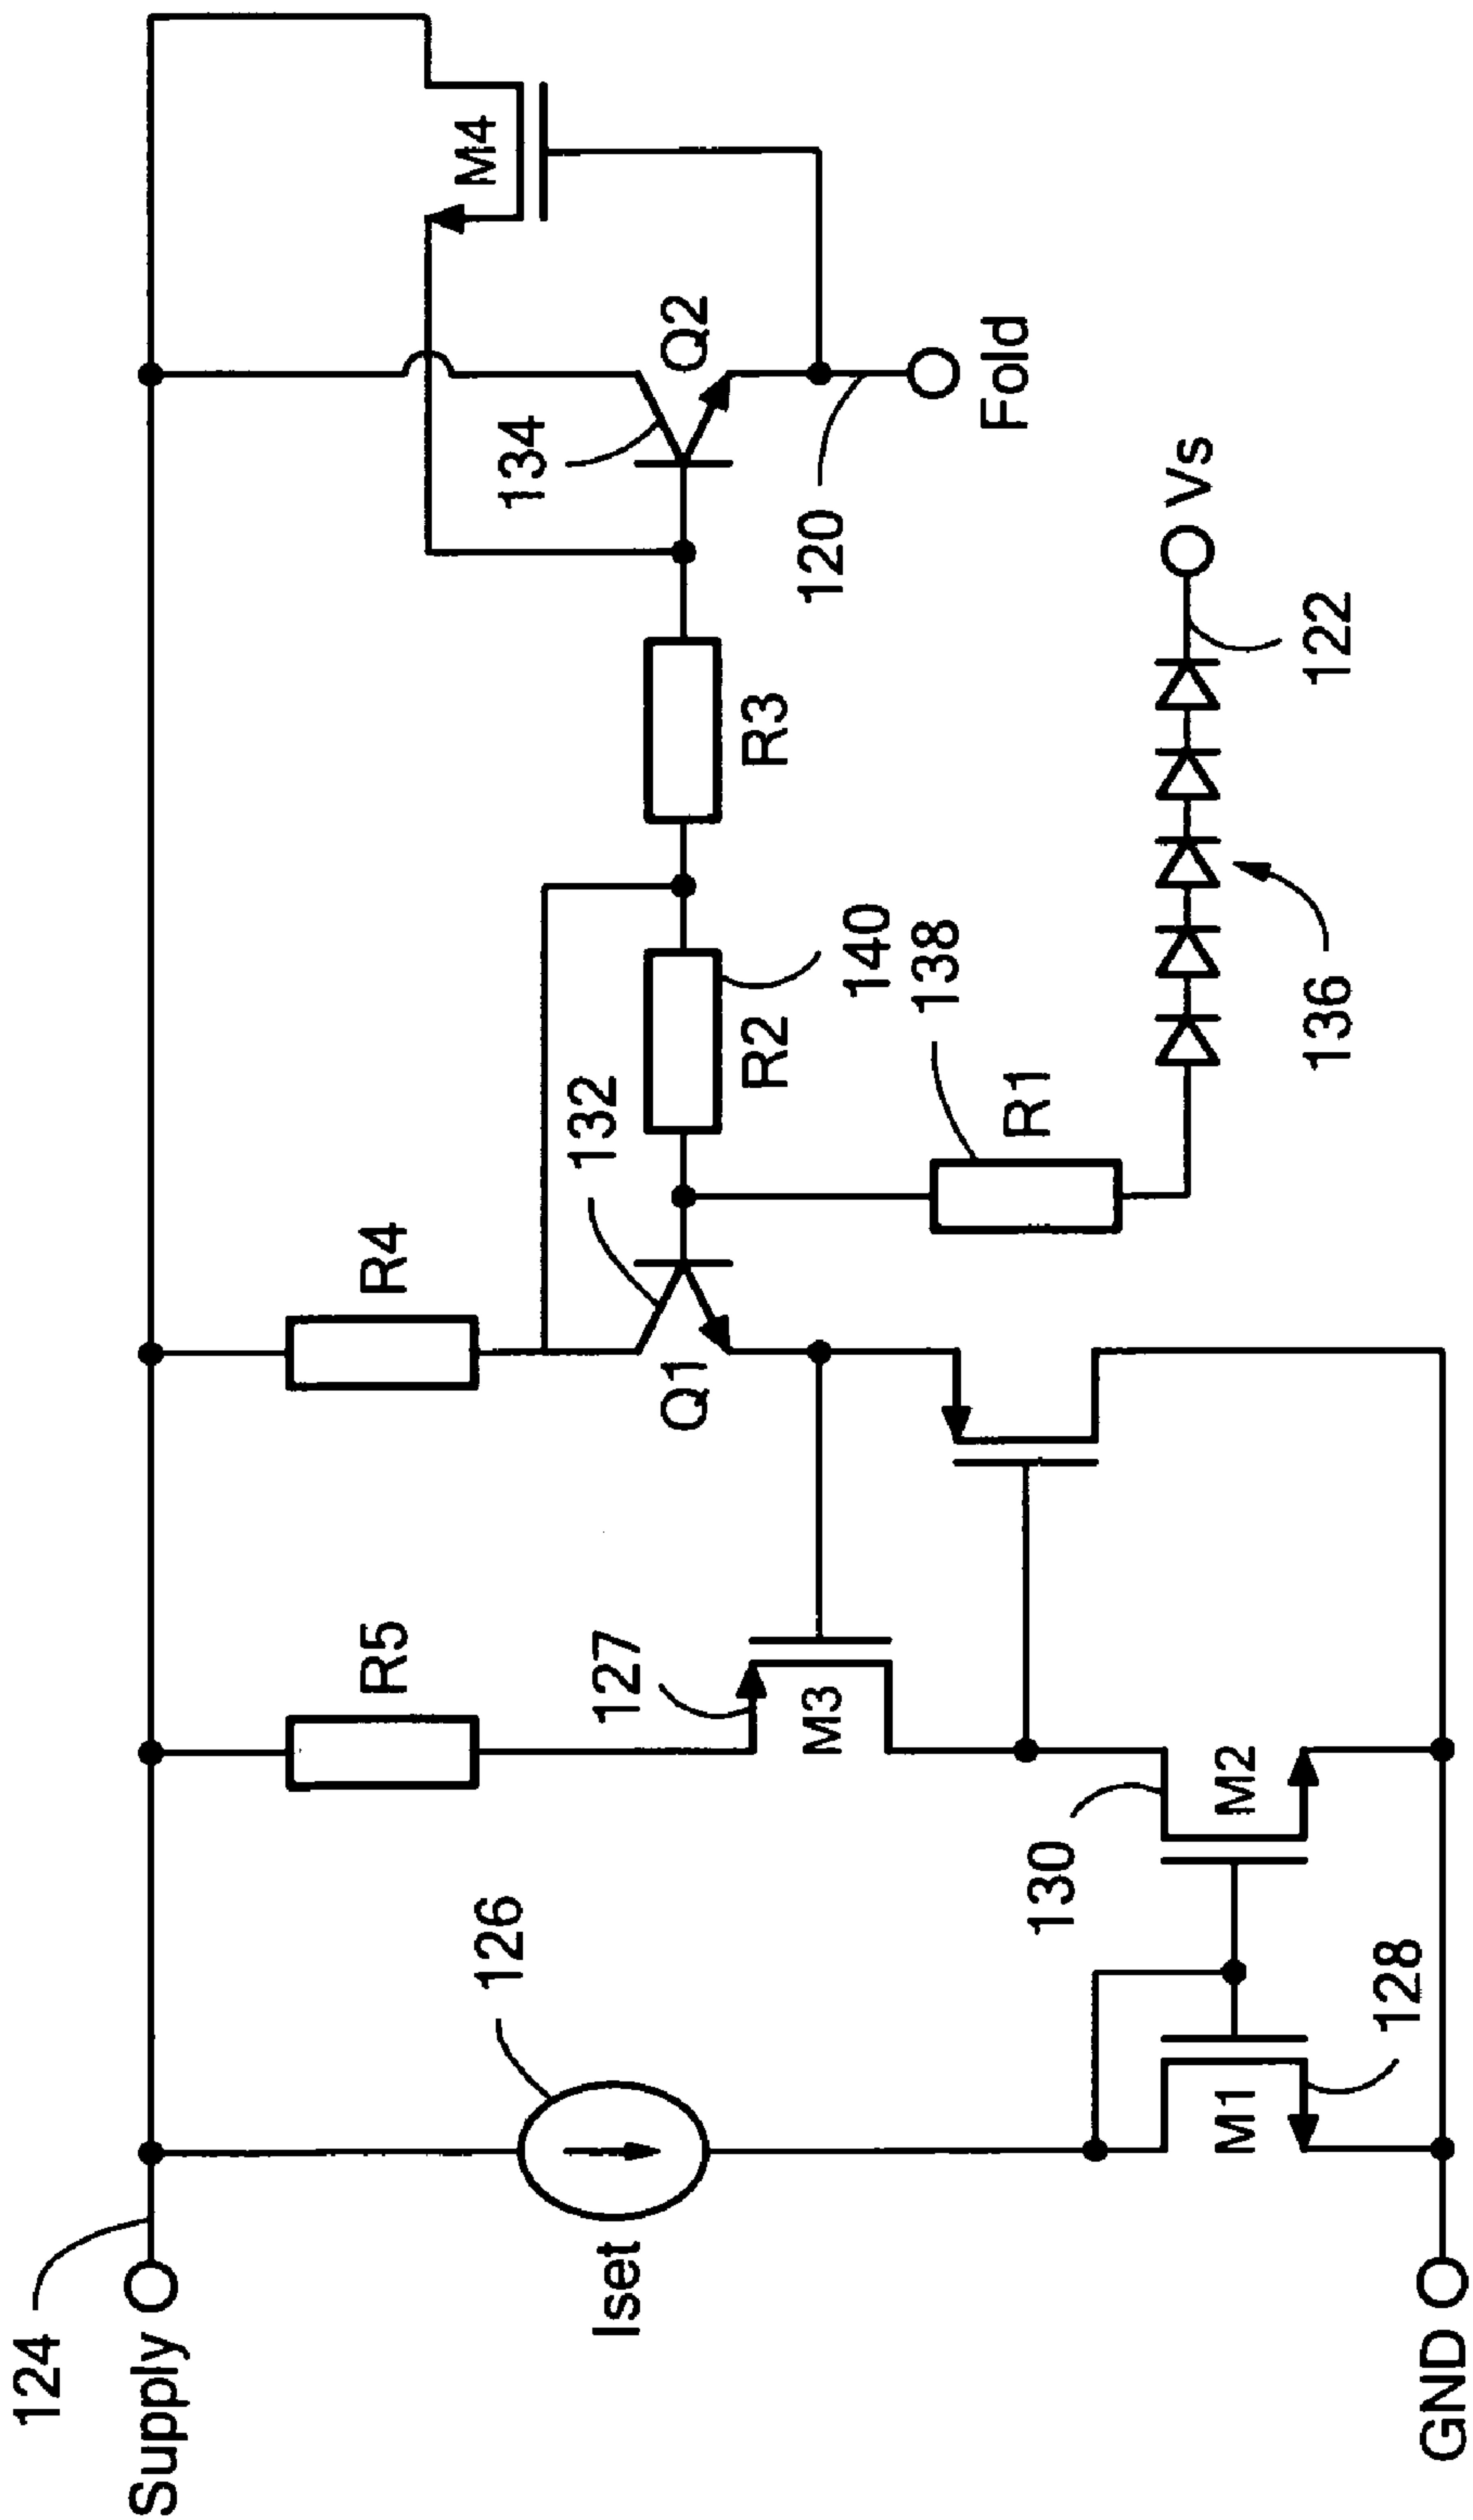 124
Supply
Iset
126
R5
127
M3
R4
132
Q1
R2
140
138
R1
R3
134
Q2
M4
120
Fold
Vs
122
136
130
M2
M1
128
GND